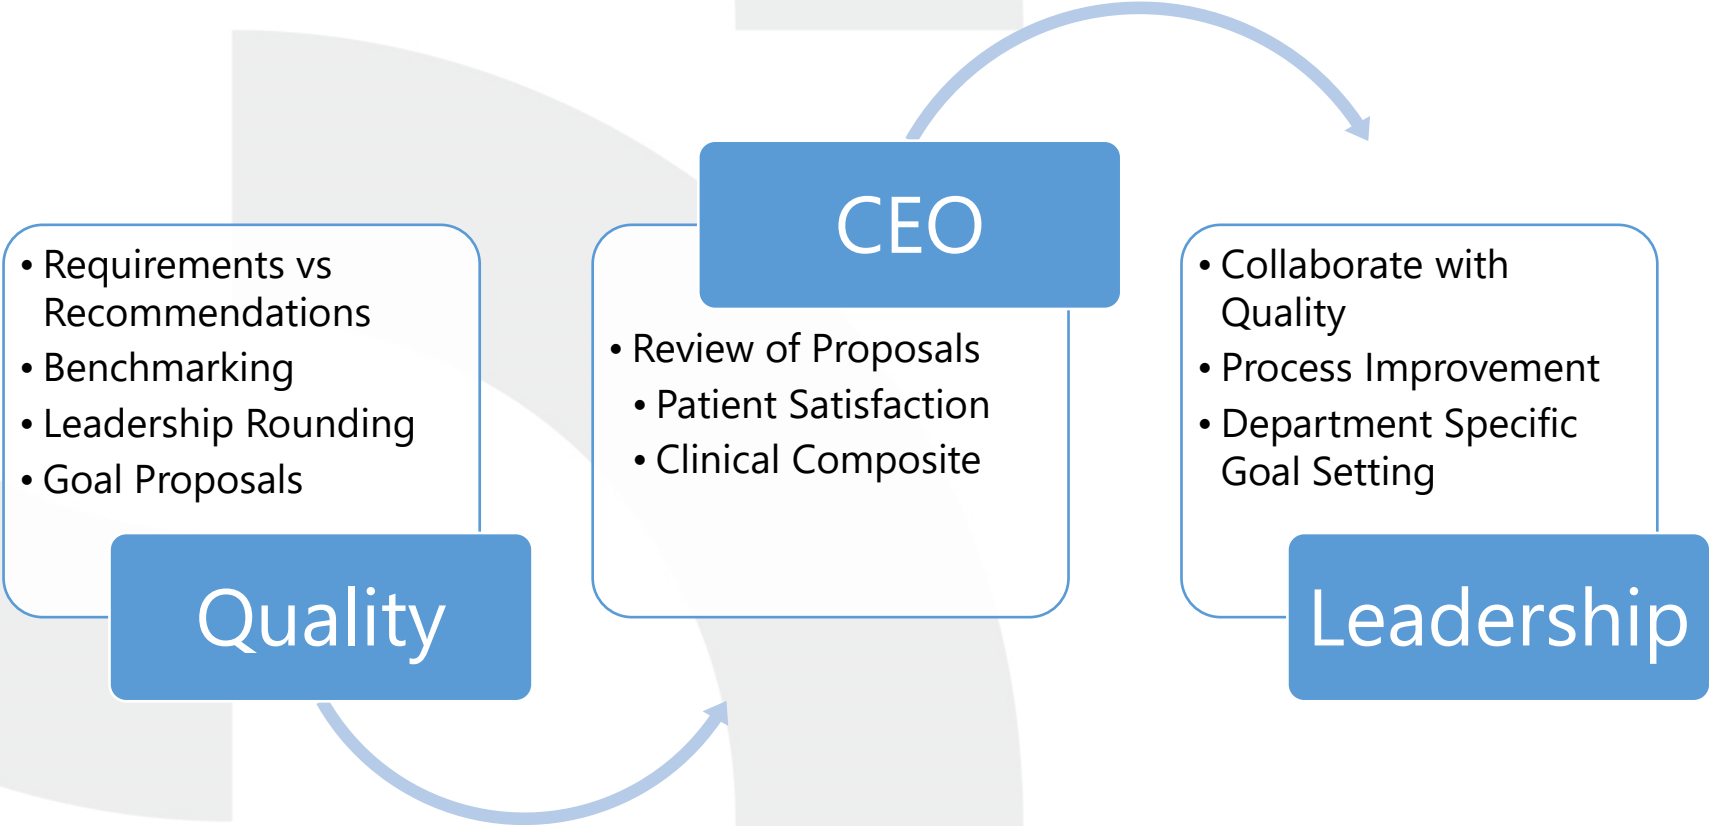 • Requirements vs
Recommendations
• Benchmarking
• Leadership Rounding
• Goal Proposals
Quality
CEO
• Review of Proposals
• Patient Satisfaction
• Clinical Composite
• Collaborate with
Quality
• Process Improvement
• Department Specific
Goal Setting
Leadership